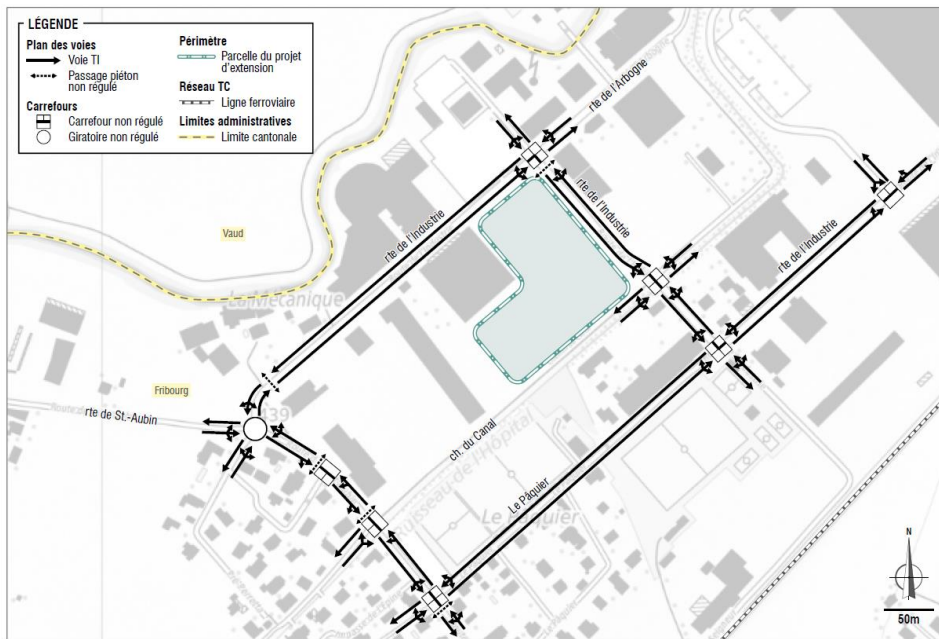 LÉGENDE
Plan des voies
Voie TI
Passage piéton
non régulé
Carrefours
Carrefour non régulé
Giratoire non régulé
Périmètre
Parcelle du projet
d'extension
Réseau TC
Ligne ferroviaire
Limites administratives
Limite cantonale
rte de l'Arbogne
rte de l'Industrie
rte de l'Industrie
rte de l'Industrie
Vaud
La Mécanique
Fribourg
rte de St.-Aubin
439
ch. du Canal
Ruisseau-de-l'Hôpital
Le Pâquier
Le Pâquier
N
50m